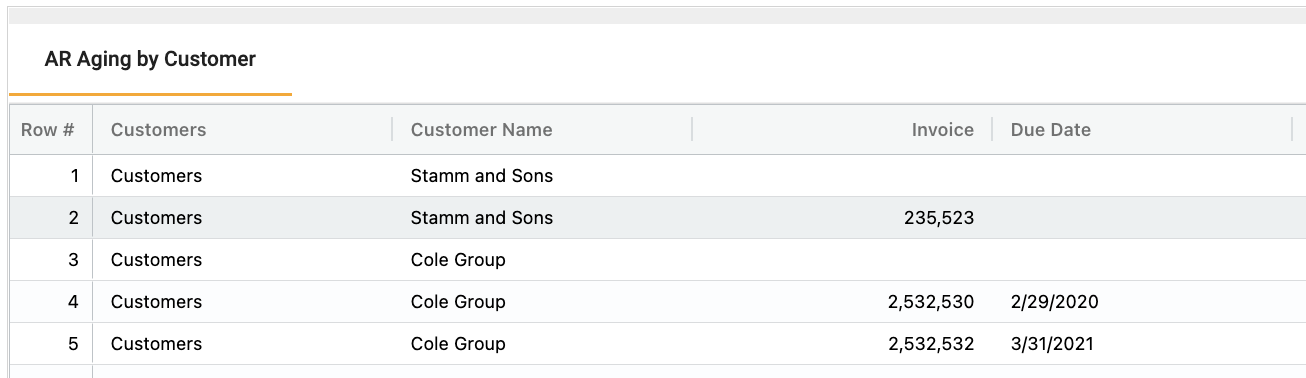 AR Aging by Customer
Row # Customers Customer Name Invoice Due Date
1 Customers Stamm and Sons
2 Customers Stamm and Sons 235,523
3 Customers Cole Group
4 Customers Cole Group 2,532,530 2/29/2020
5 Customers Cole Group 2,532,532 3/31/2021